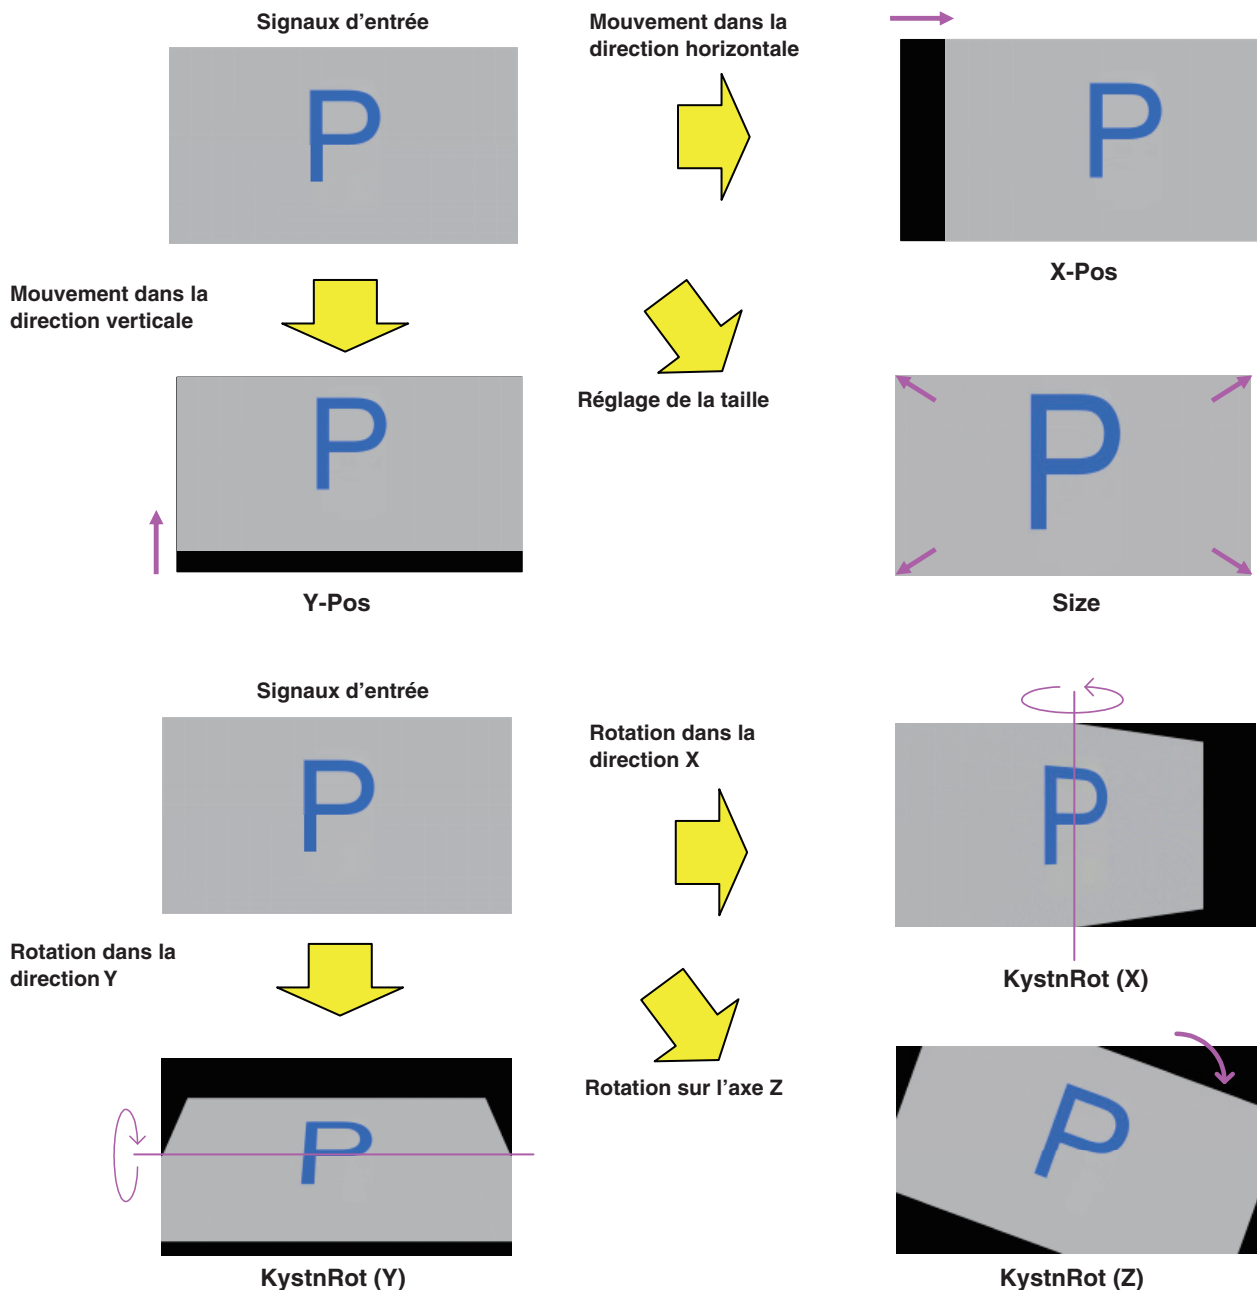 Signaux d'entrée
P
Mouvement dans la
direction horizontale
P
X-Pos
Mouvement dans la
direction verticale
P
Y-Pos
Réglage de la taille
P
Size
Signaux d'entrée
P
Rotation dans la
direction X
P
KystnRot (X)
Rotation dans la
direction Y
P
KystnRot (Y)
Rotation sur l'axe Z
P
KystnRot (Z)